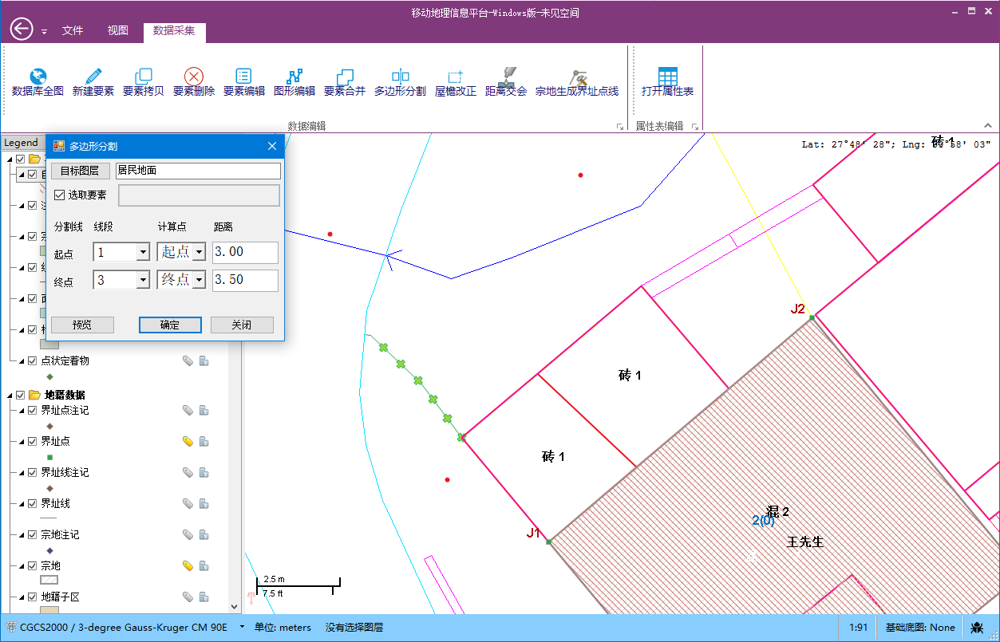 移动地理信息平台-Windows版-未见空间
文件 视图 数据采集
数据库全图 新建要素 要素拷贝 要素删除 要素编辑 图形编辑 要素合并 多边形分割 屋檐改正 距离交会 宗地生成界址点线 打开属性表
数据编辑 属性表编辑
Legend
多边形分割
目标图层 居民地面
选取要素
分割线 线段 计算点 距离
起点 1 起点 3.00
终点 3 终点 3.50
预览 确定 关闭
点状定着物
地籍数据
界址点注记
界址点
界址线注记
界址线
宗地注记
宗地
地籍子区
Lat: 27°48' 28"; Lng:
58' 03"
砖 1
J2
砖 1
砖 1
J1
混 2
2(0)
王先生
2.5 m
7.5 ft
CGCS2000 / 3-degree Gauss-Kruger CM 90E 单位: meters 没有选择图层 1:91 基础底图: None